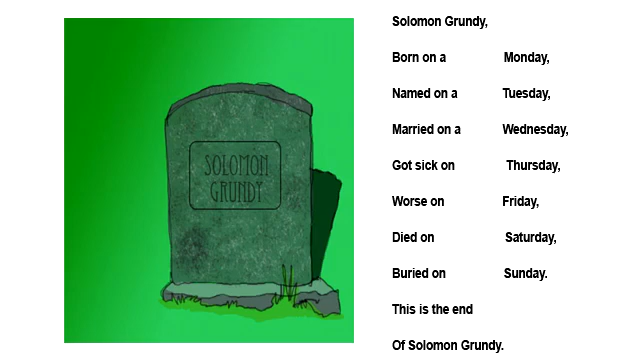 SOLOMON
GRUNDY
Solomon Grundy,
Born on a Monday,
Named on a Tuesday,
Married on a Wednesday,
Got sick on Thursday,
Worse on Friday,
Died on Saturday,
Buried on Sunday.
This is the end
Of Solomon Grundy.